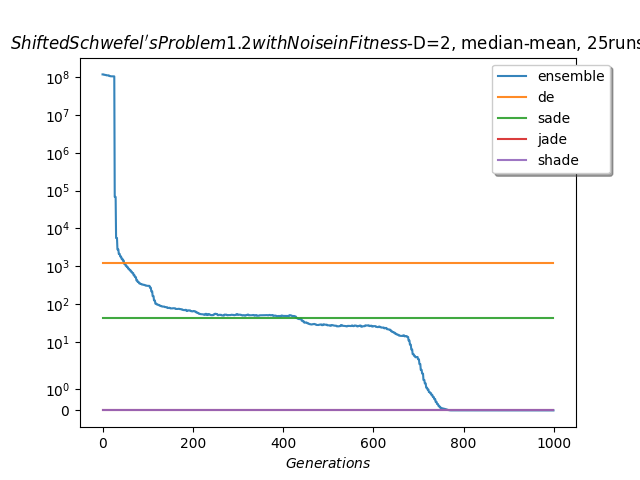 ShiftedSchwefel'sProblem1.2withNoiseinFitness-D=2, median-mean, 25runs
ensemble
de
sade
jade
shade
10^8
10^7
10^6
10^5
10^4
10^3
10^2
10^1
10^0
0
0 200 400 600 800 1000
Generations